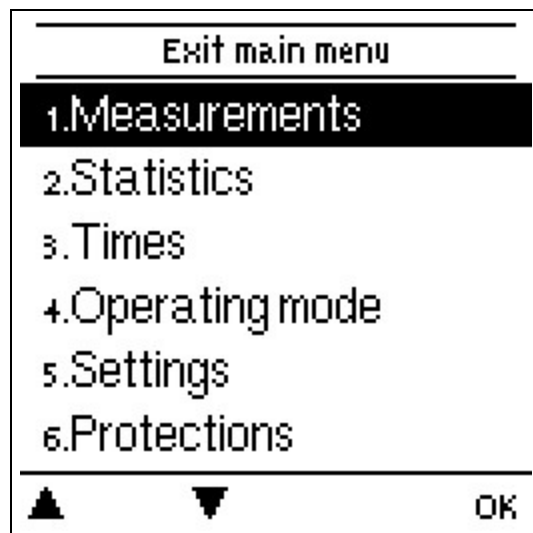 Exit main menu
1.Measurements
2.Statistics
3.Times
4.Operating mode
5.Settings
6.Protections
▲ ▼ OK